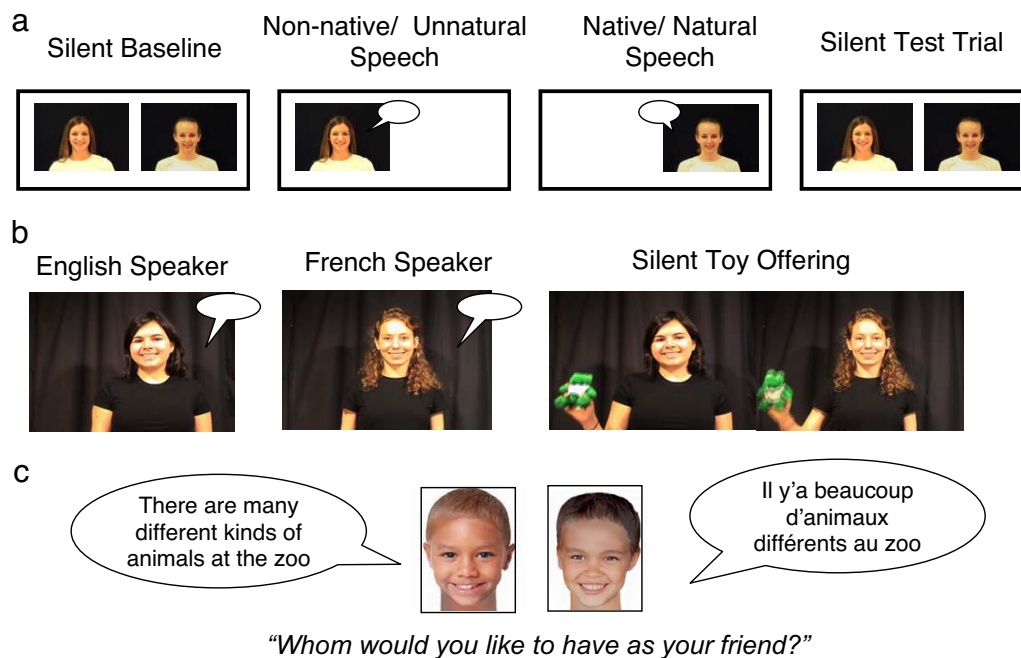 a
Silent Baseline
Non-native/ Unnatural
Speech
Native/ Natural
Speech
Silent Test Trial
b
English Speaker
French Speaker
Silent Toy Offering
c
There are many
different kinds of
animals at the zoo
Il y'a beaucoup
d'animaux
différents au zoo
"Whom would you like to have as your friend?"